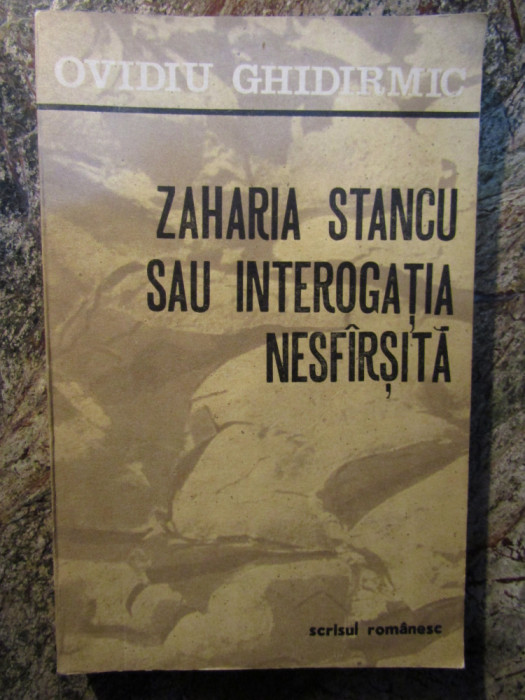 OVIDIU GHIDIRMIC
ZAHARIA STANCU
SAU INTEROGAȚIA
NESFÎRȘITĂ
scrisul românesc